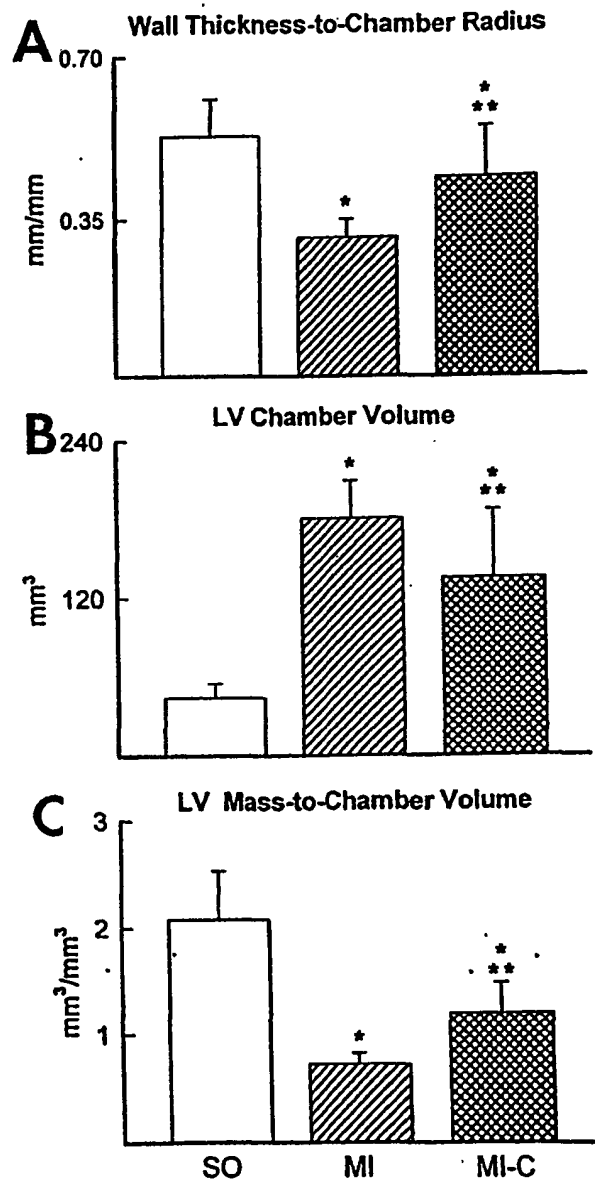 A
Wall Thickness-to-Chamber Radius
0.70
*
**
*
mm/mm
0.35
B
LV Chamber Volume
240
*
*
**
mm³
120
C
LV Mass-to-Chamber Volume
3
2
*
**
mm³/mm³
*
1
SO MI MI-C